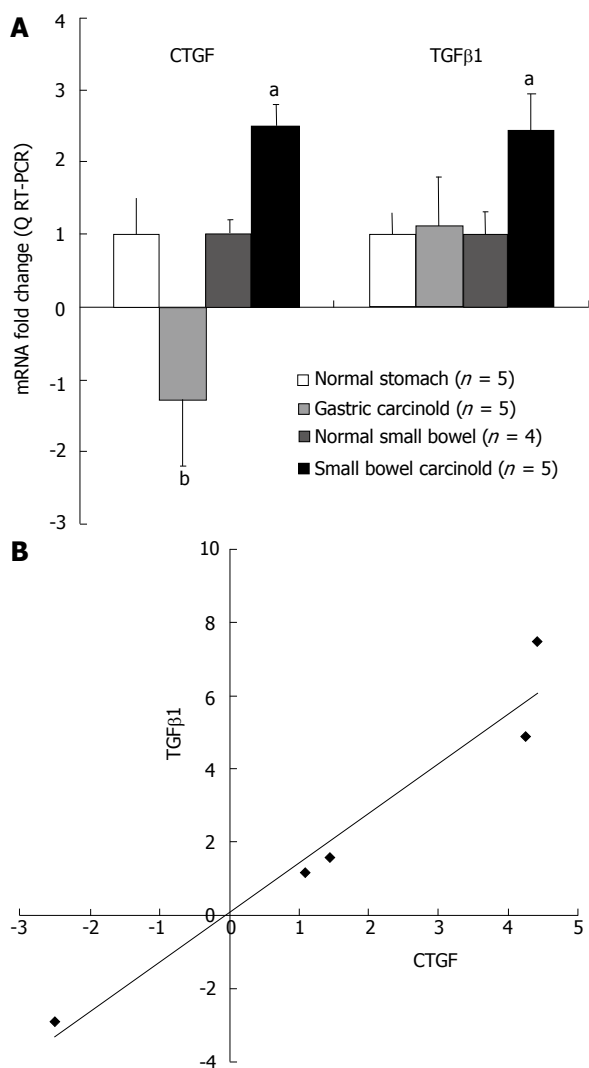 A
CTGF
TGFβ1
mRNA fold change (Q RT-PCR)
4
3
2
1
0
-1
-2
-3
a
a
b
Normal stomach (n = 5)
Gastric carcinold (n = 5)
Normal small bowel (n = 4)
Small bowel carcinold (n = 5)
B
TGFβ1
10
8
6
4
2
0
-2
-4
-3 -2 -1 0 1 2 3 4 5
CTGF